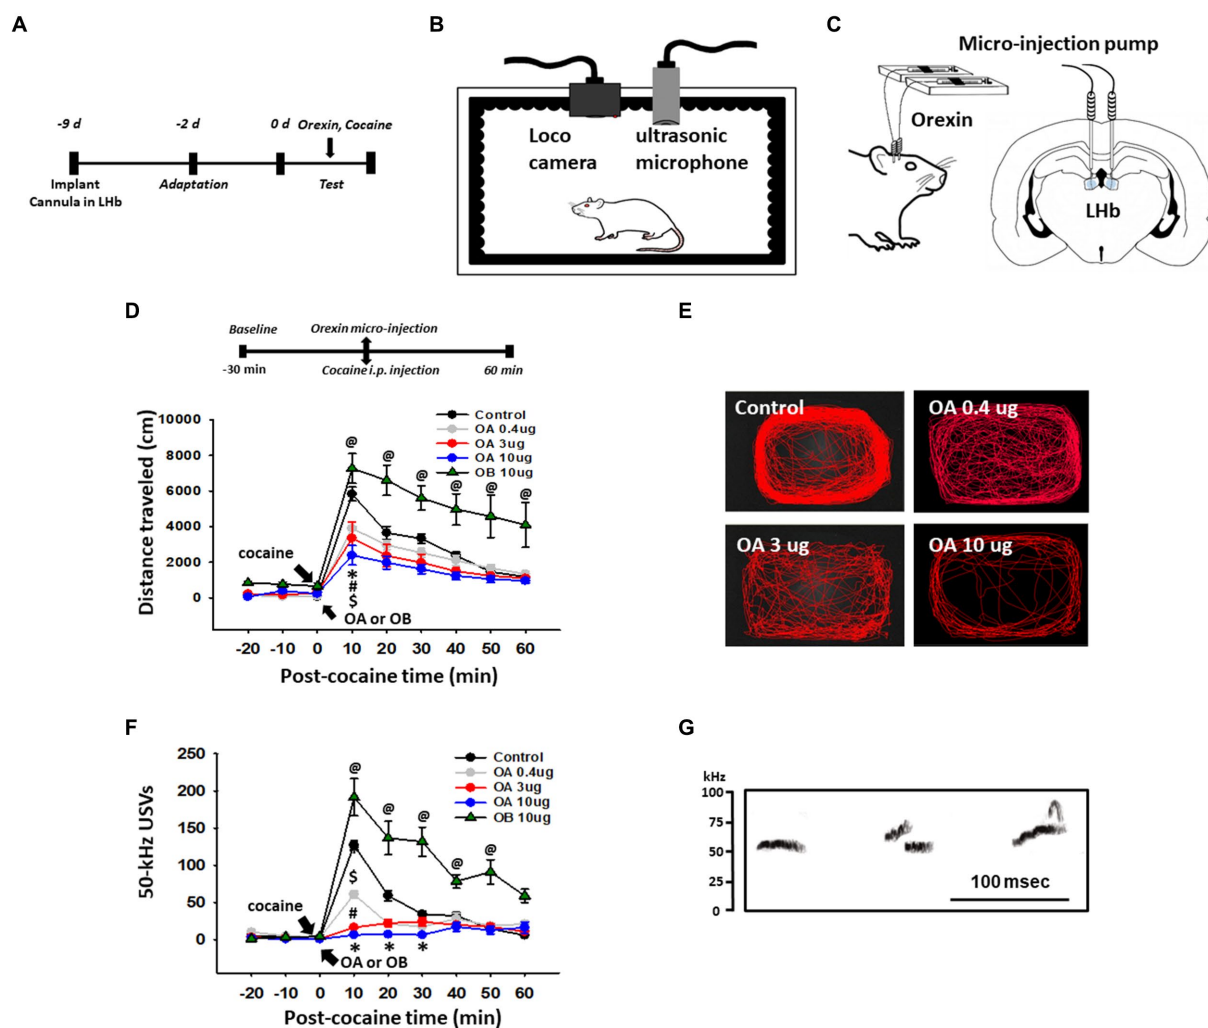 A
-9 d
-2 d
0 d
Orexin, Cocaine
Implant
Cannula in LHb
Adaptation
Test
B
Loco
camera
ultrasonic
microphone
C
Micro-injection pump
Orexin
LHb
D
Baseline
Orexin micro-injection
-30 min
Cocaine i.p. injection
60 min
Distance traveled (cm)
10000
8000
6000
4000
2000
0
Control
OA 0.4ug
OA 3ug
OA 10ug
OB 10ug
@
@
@
@
@
@
cocaine
*
#
$
OA or OB
-20 -10 0 10 20 30 40 50 60
Post-cocaine time (min)
E
Control
OA 0.4 ug
OA 3 ug
OA 10 ug
F
50-kHz USVs
250
200
150
100
50
0
Control
OA 0.4ug
OA 3ug
OA 10ug
OB 10ug
@
@
@
@
@
$
#
cocaine
* * *
OA or OB
-20 -10 0 10 20 30 40 50 60
Post-cocaine time (min)
G
kHz
100
75
50
25
0
100 msec